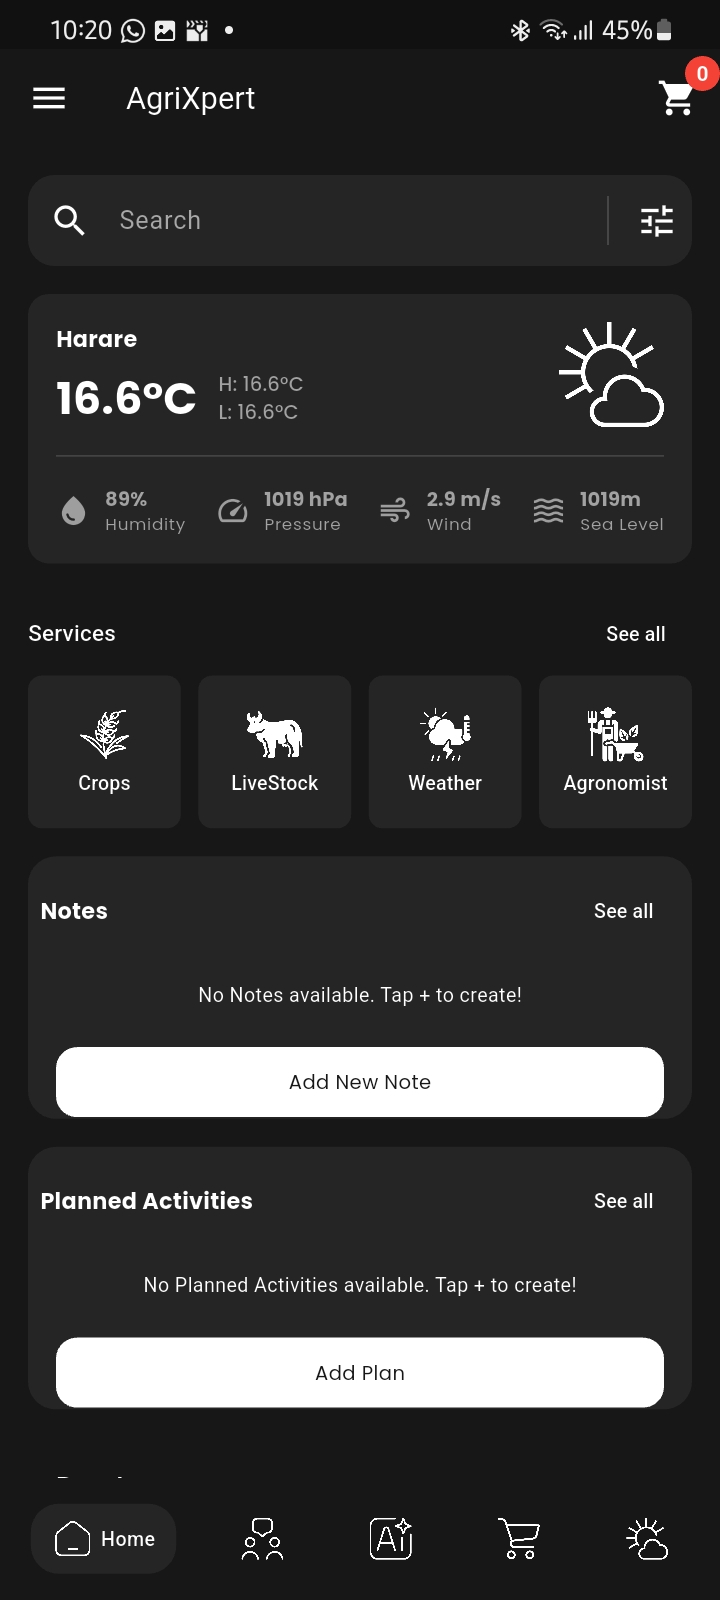 10:20 45%
AgriXpert 0
Search
Harare
16.6°C
H: 16.6°C
L: 16.6°C
89% 1019 hPa 2.9 m/s 1019m
Humidity Pressure Wind Sea Level
Services See all
Crops LiveStock Weather Agronomist
Notes See all
No Notes available. Tap + to create!
Add New Note
Planned Activities See all
No Planned Activities available. Tap + to create!
Add Plan
Home Ai